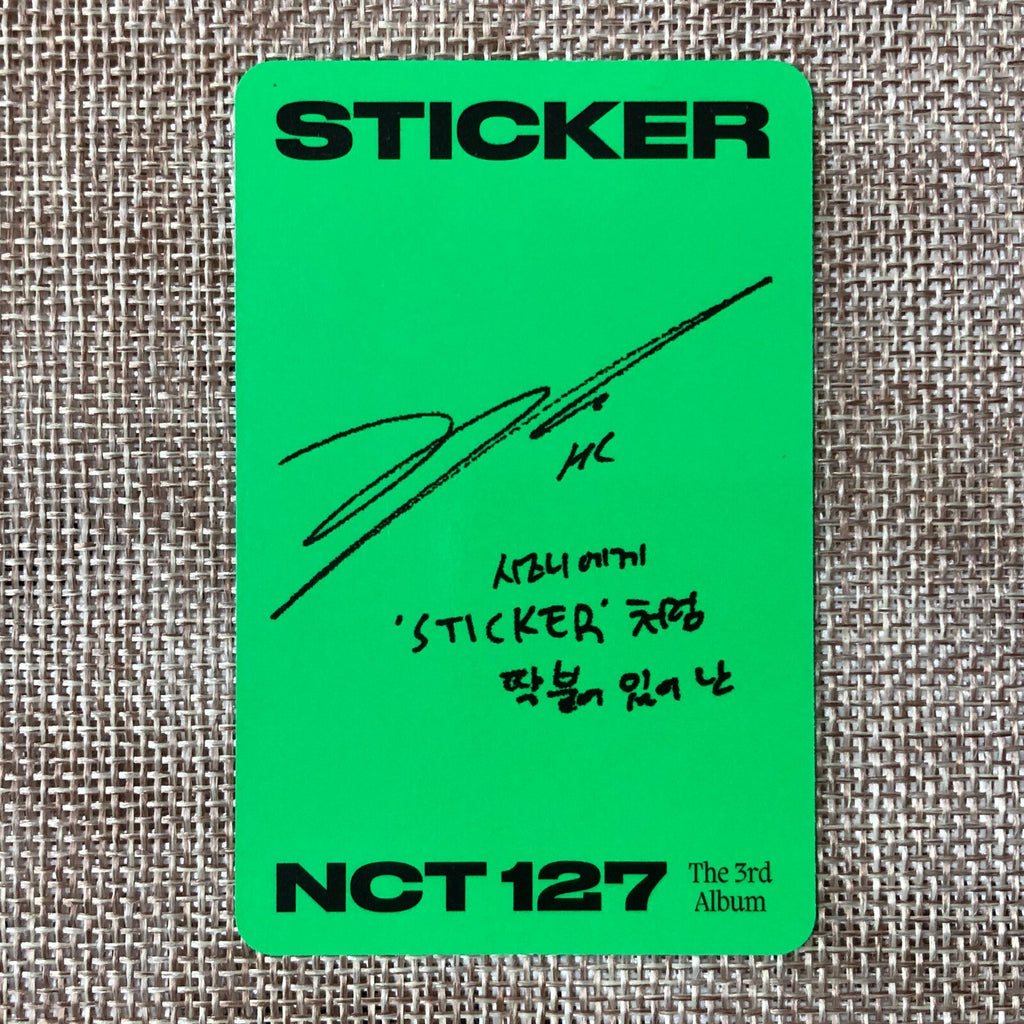 STICKER
HC
시즈니에게
'STICKER' 처럼
딱 붙어 있어 난
NCT 127
The 3rd
Album